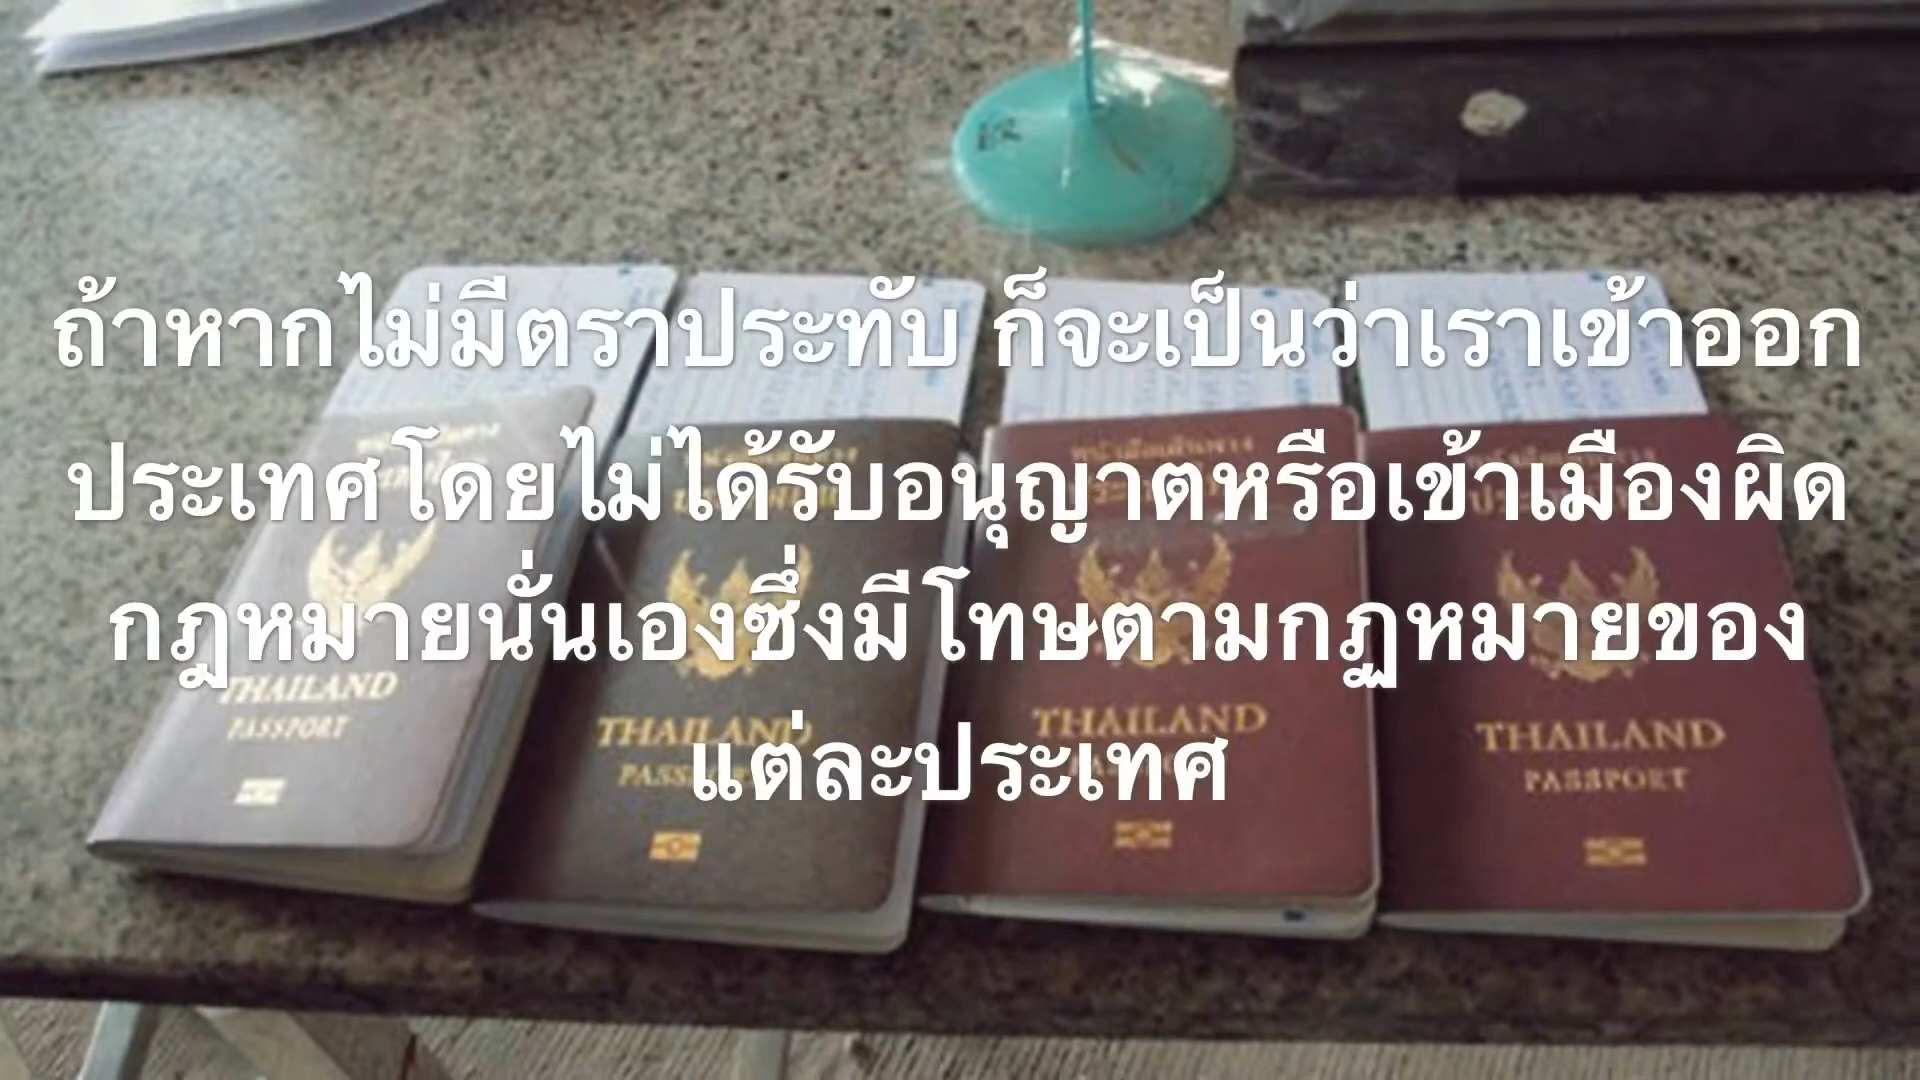 ถ้าหากไม่มีตราประทับ ก็จะเป็นว่าเราเข้าออก
ประเทศโดยไม่ได้รับอนุญาตหรือเข้าเมืองผิด
กฎหมายนั่นเองซึ่งมีโทษตามกฏหมายของ
แต่ละประเทศ
THAILAND
PASSPORT
THAILAND
THAILAND
THAILAND
PASSPORT